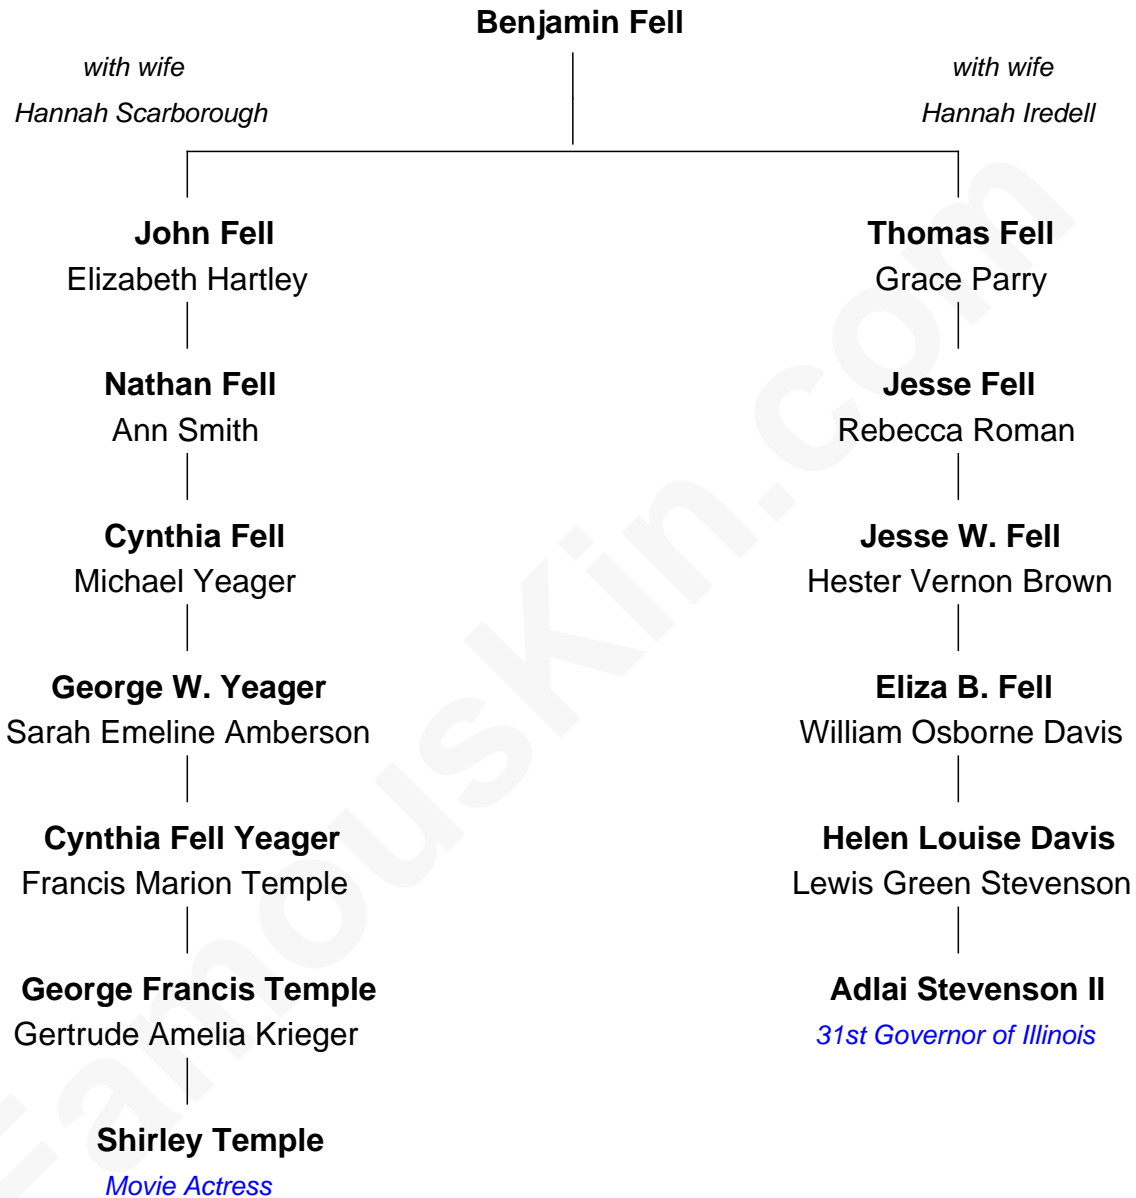 Benjamin Fell
with wife
Hannah Scarborough
with wife
Hannah Iredell
John Fell
Elizabeth Hartley
Thomas Fell
Grace Parry
Nathan Fell
Ann Smith
Jesse Fell
Rebecca Roman
Cynthia Fell
Michael Yeager
Jesse W. Fell
Hester Vernon Brown
George W. Yeager
Sarah Emeline Amberson
Eliza B. Fell
William Osborne Davis
Cynthia Fell Yeager
Francis Marion Temple
Helen Louise Davis
Lewis Green Stevenson
George Francis Temple
Gertrude Amelia Krieger
Adlai Stevenson II
31st Governor of Illinois
Shirley Temple
Movie Actress
FamousKin.com